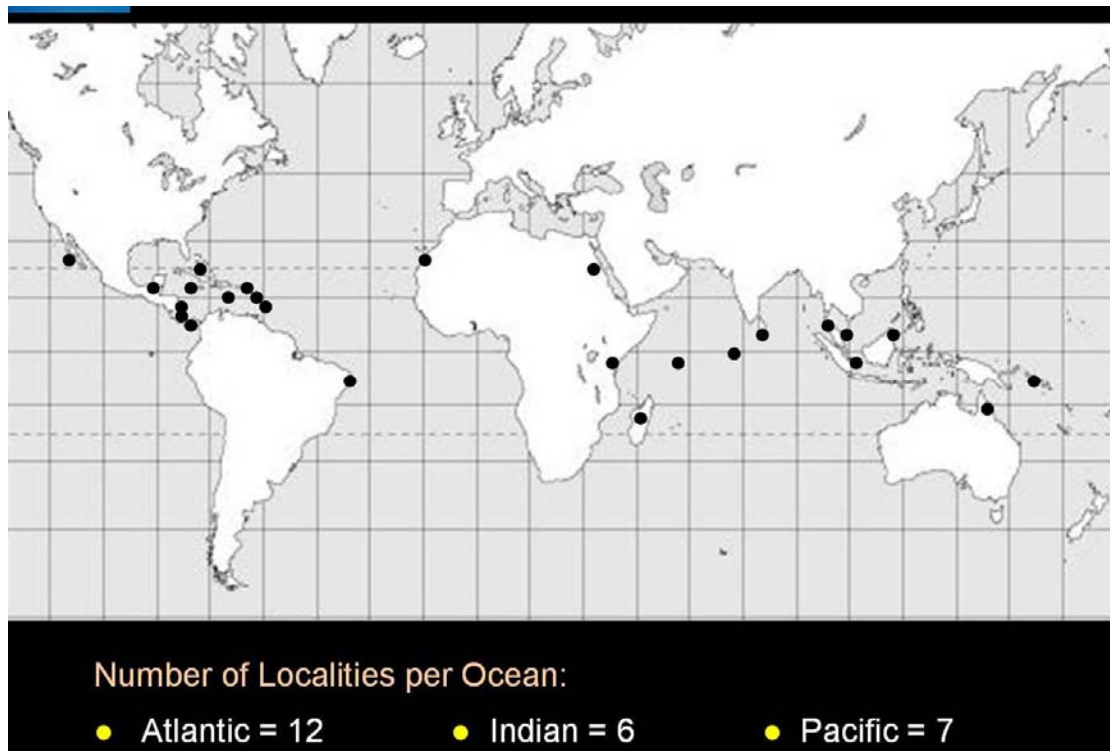 Number of Localities per Ocean:
● Atlantic = 12 ● Indian = 6 ● Pacific = 7